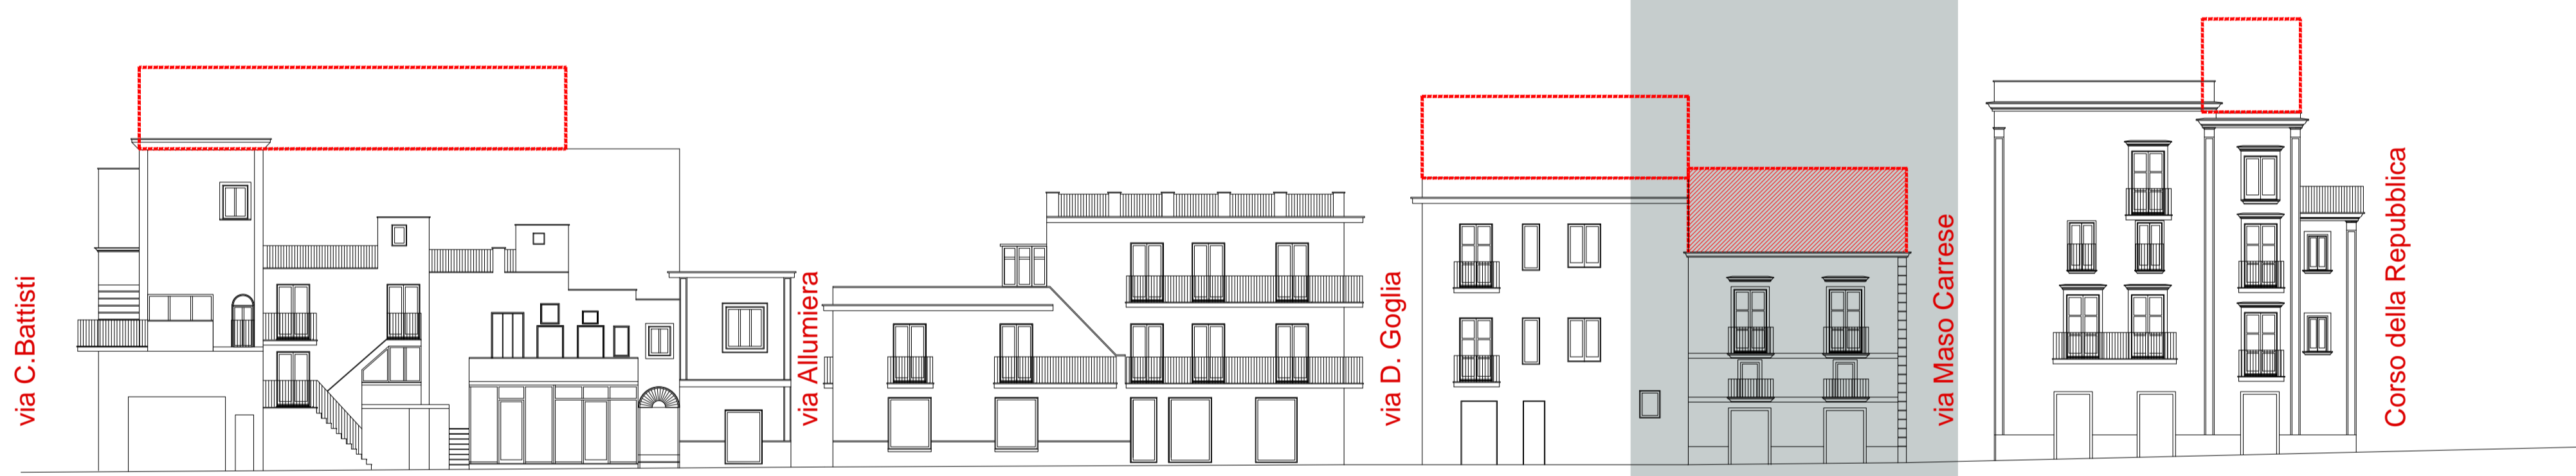 via C.Battisti
via Allumiera
via D. Goglia
via Maso Carrese
Corso della Repubblica